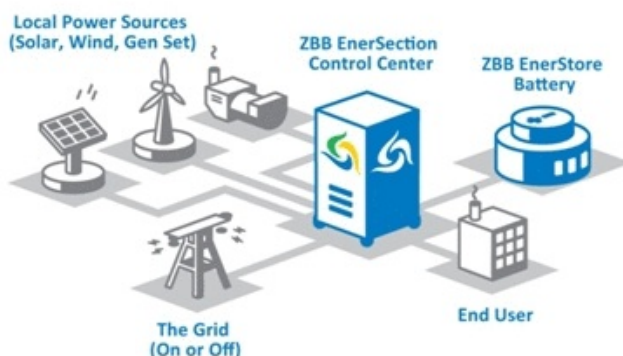 Local Power Sources
(Solar, Wind, Gen Set)
ZBB EnerSection
Control Center
ZBB EnerStore
Battery
The Grid
(On or Off)
End User